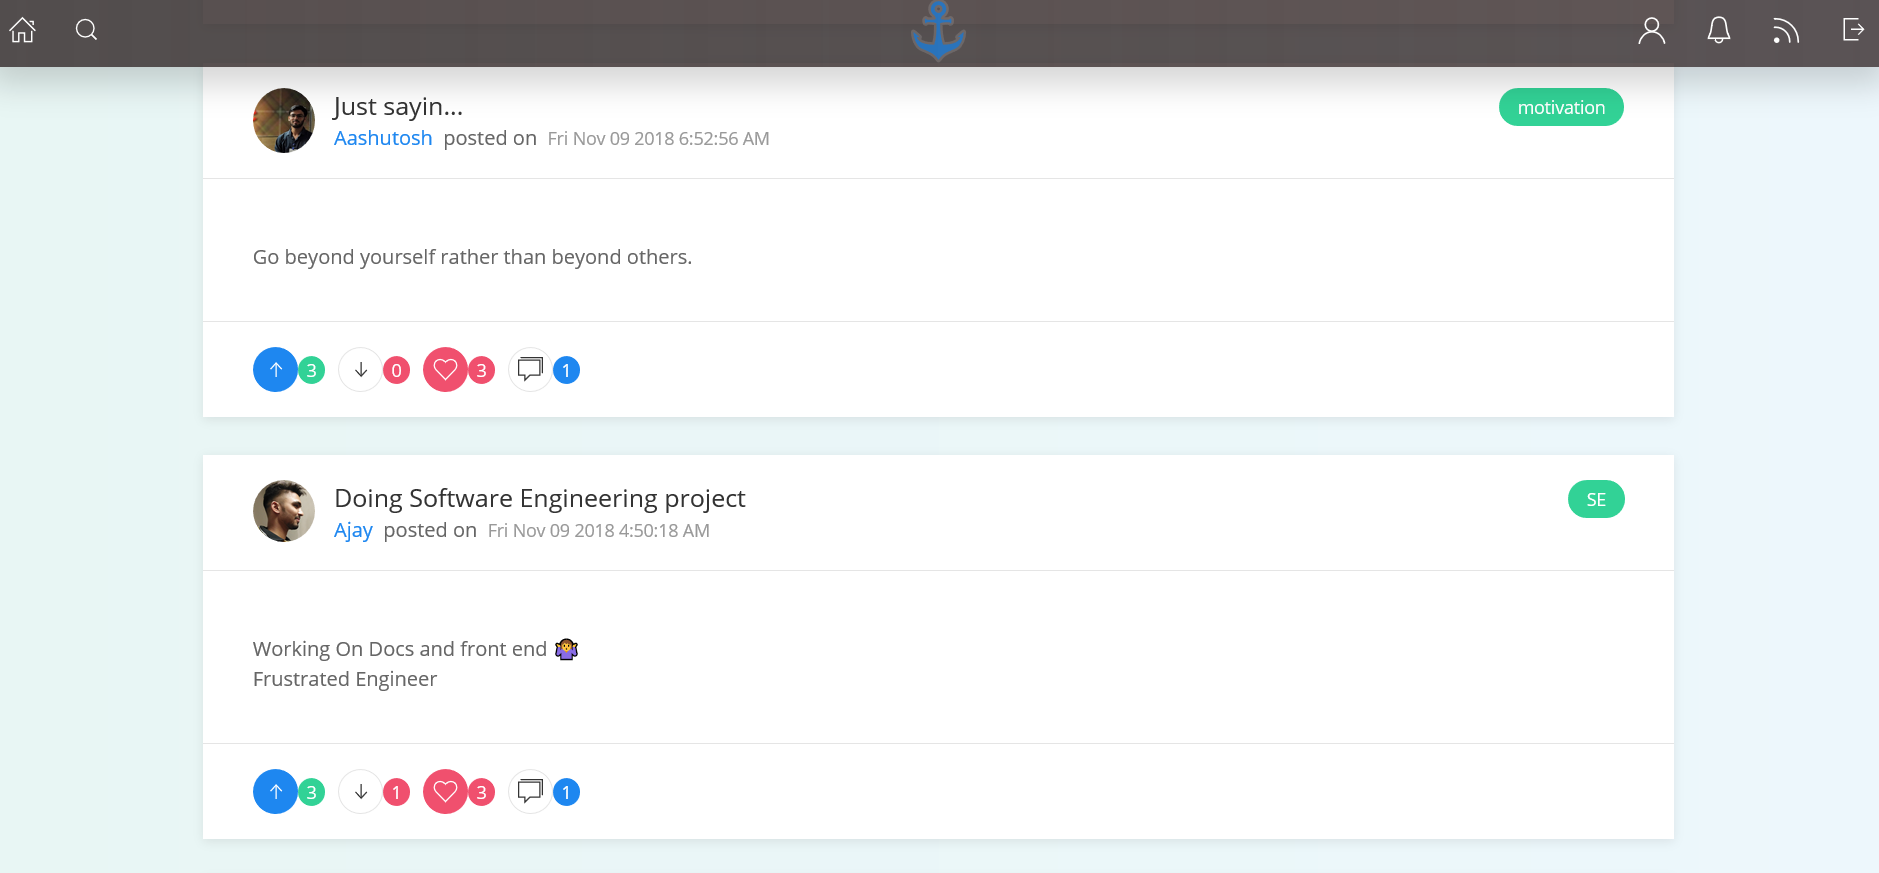 Just sayin...
motivation
Aashutosh posted on Fri Nov 09 2018 6:52:56 AM
Go beyond yourself rather than beyond others.
3 0 3 1
Doing Software Engineering project
SE
Ajay posted on Fri Nov 09 2018 4:50:18 AM
Working On Docs and front end 🤷🏽‍♀️
Frustrated Engineer
3 1 3 1